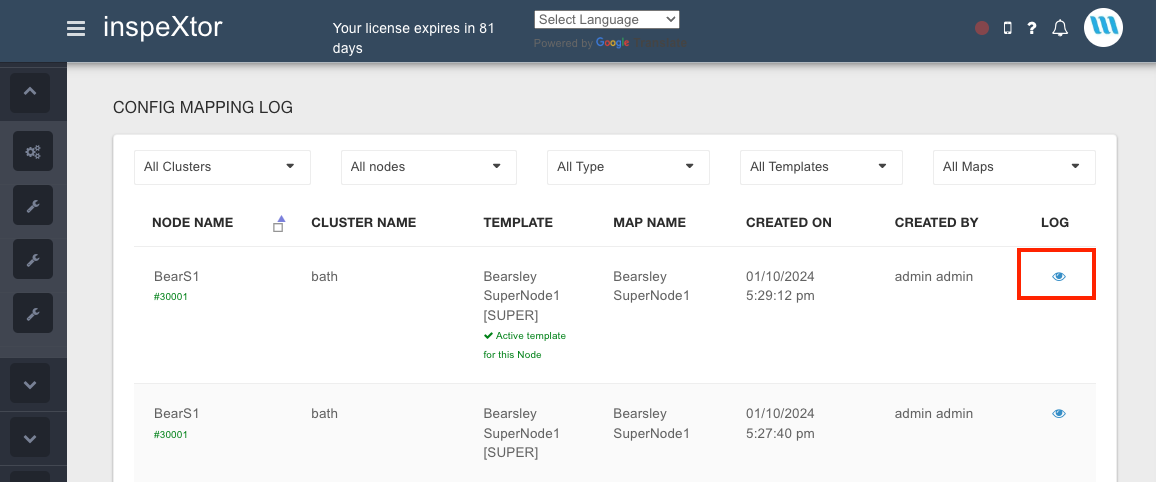 inspeXtor
Your license expires in 81
days
Select Language
Powered by Google
?
CONFIG MAPPING LOG
All Clusters
All nodes
All Type
All Templates
All Maps
NODE NAME CLUSTER NAME TEMPLATE MAP NAME CREATED ON CREATED BY LOG
BearS1 bath Bearsley Bearsley 01/10/2024 admin admin
#30001 SuperNode1 SuperNode1 5:29:12 pm
[SUPER]
Active template
for this Node
BearS1 bath Bearsley Bearsley 01/10/2024 admin admin
#30001 SuperNode1 SuperNode1 5:27:40 pm
[SUPER]